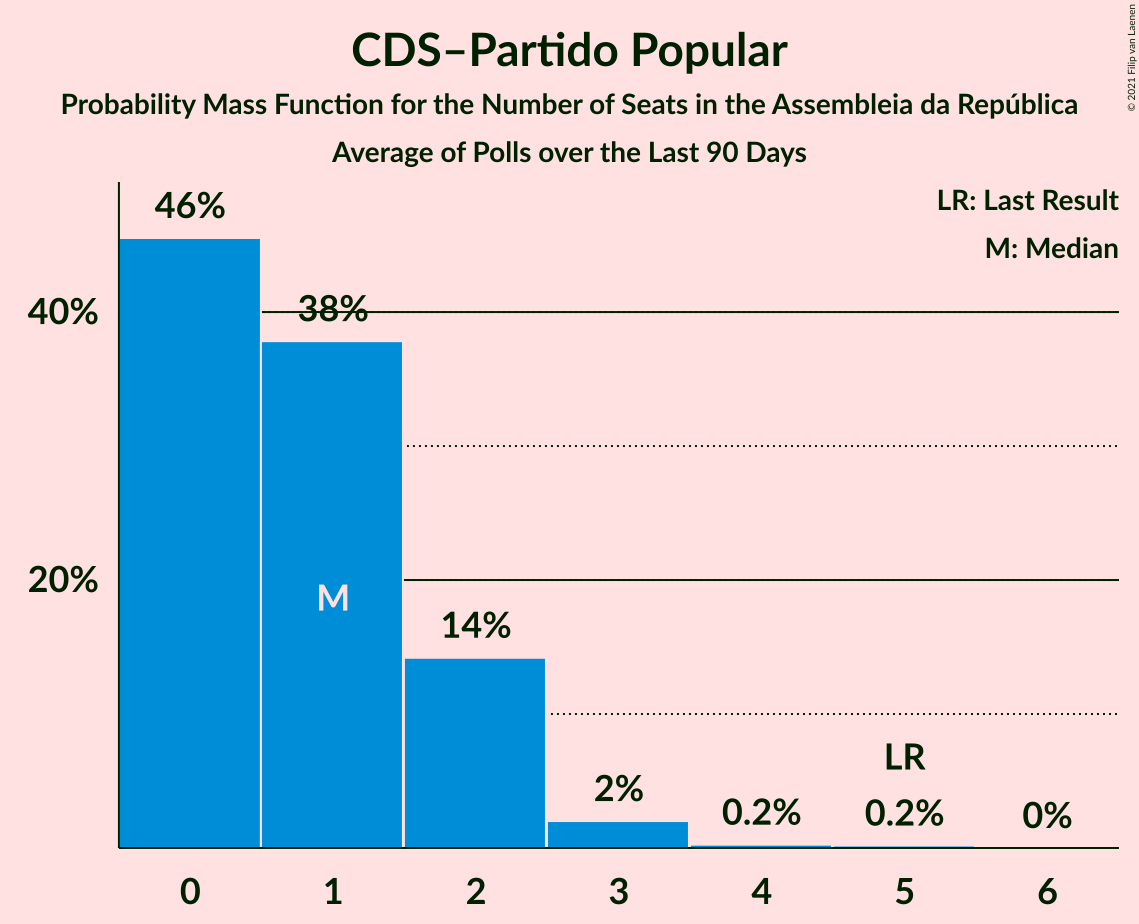 CDS–Partido Popular
Probability Mass Function for the Number of Seats in the Assembleia da República
Average of Polls over the Last 90 Days
© 2021 Filip van Laenen
LR: Last Result
M: Median
46%
38%
14%
2%
0.2%
0.2%
0%
LR
M
40%
20%
0 1 2 3 4 5 6